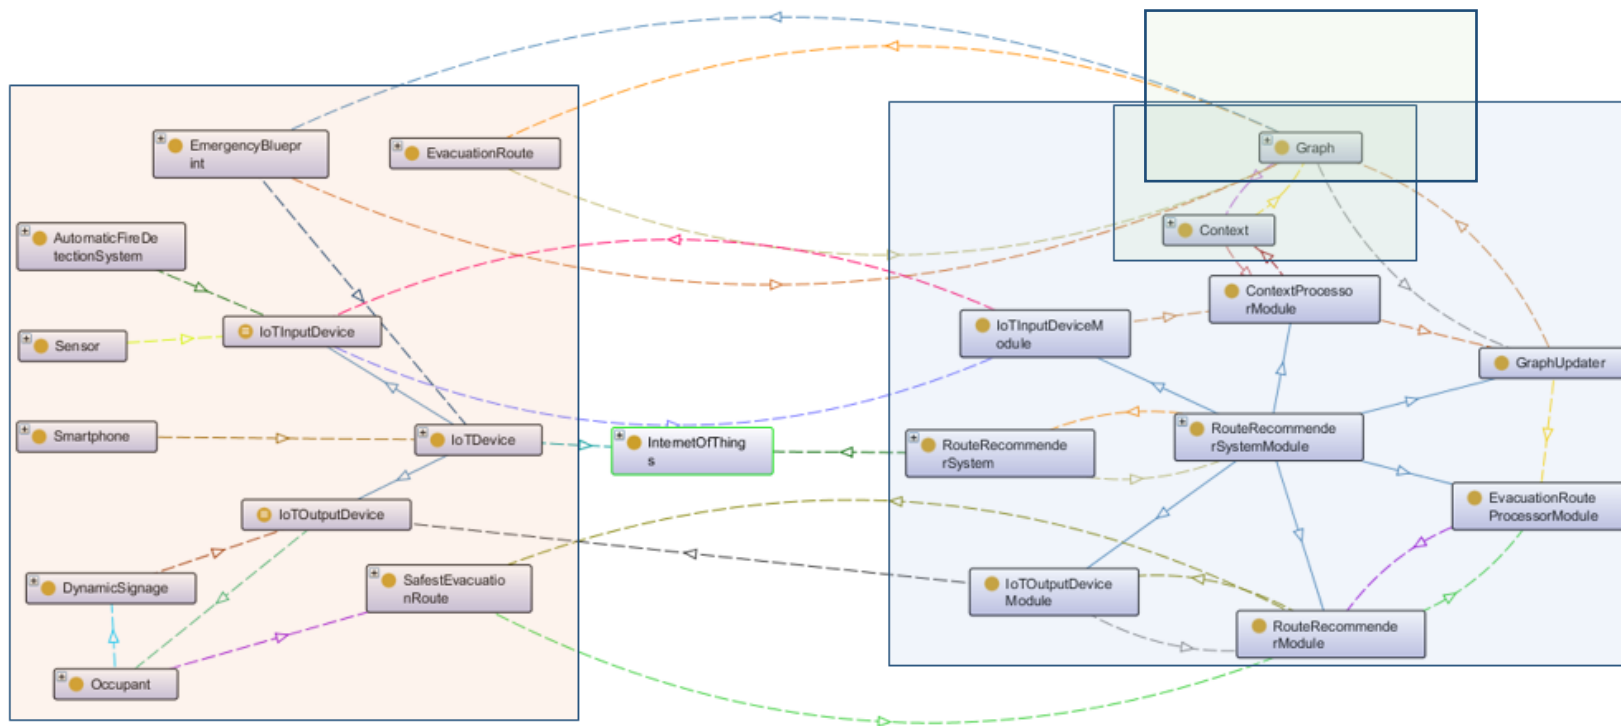 EmergencyBluepr
int
EvacuationRoute
Graph
AutomaticFireDe
tectionSystem
Context
ContextProcesso
rModule
Sensor
IoTInputDevice
IoTInputDeviceM
odule
GraphUpdater
Smartphone
IoTDevice
InternetOfThing
s
RouteRecommende
rSystem
RouteRecommende
rSystemModule
IoTOutputDevice
EvacuationRoute
ProcessorModule
DynamicSignage
SafestEvacuatio
nRoute
IoTOutputDevice
Module
RouteRecommende
rModule
Occupant